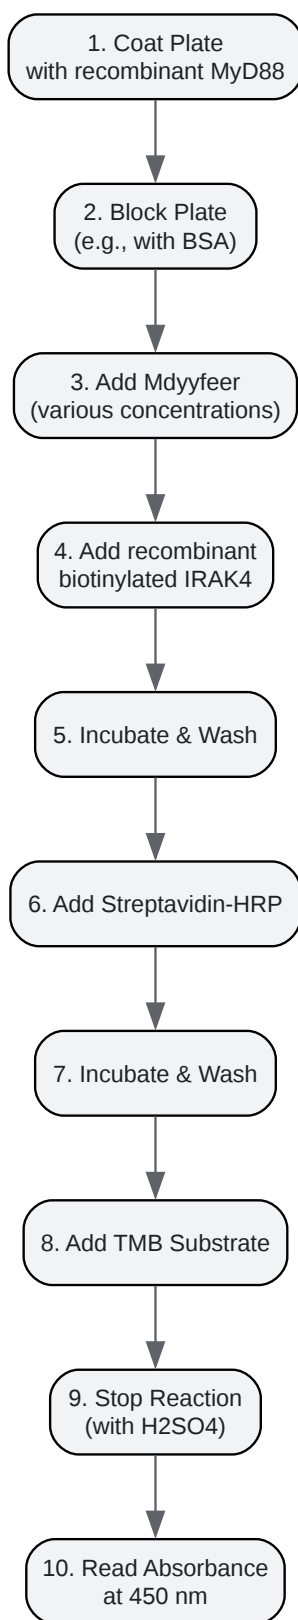 1. Coat Plate
with recombinant MyD88
2. Block Plate
(e.g., with BSA)
3. Add Mdyyfeer
(various concentrations)
4. Add recombinant
biotinylated IRAK4
5. Incubate & Wash
6. Add Streptavidin-HRP
7. Incubate & Wash
8. Add TMB Substrate
9. Stop Reaction
(with H2SO4)
10. Read Absorbance
at 450 nm